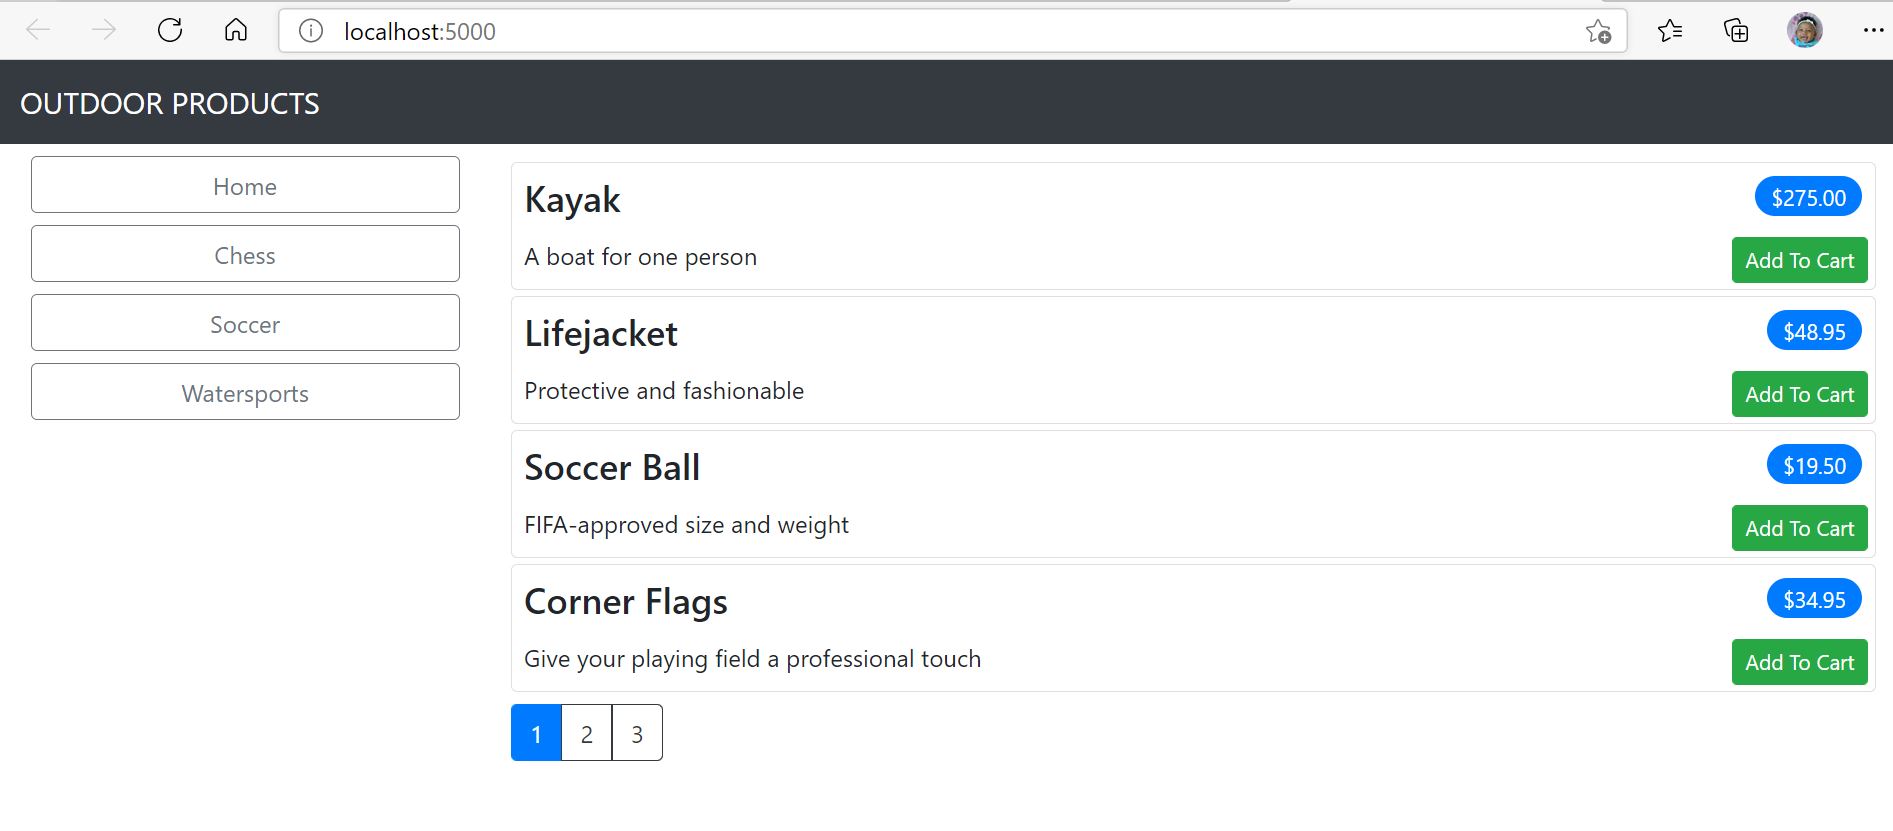 localhost:5000
OUTDOOR PRODUCTS
Home
Chess
Soccer
Watersports
Kayak
$275.00
A boat for one person
Add To Cart
Lifejacket
$48.95
Protective and fashionable
Add To Cart
Soccer Ball
$19.50
FIFA-approved size and weight
Add To Cart
Corner Flags
$34.95
Give your playing field a professional touch
Add To Cart
1 2 3